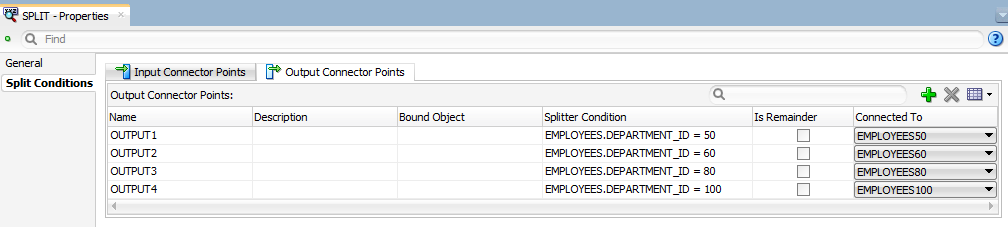 SPLIT - Properties
Find
General
Split Conditions
Input Connector Points
Output Connector Points
Output Connector Points:
Name Description Bound Object Splitter Condition Is Remainder Connected To
OUTPUT1 EMPLOYEES.DEPARTMENT_ID = 50 EMPLOYEES50
OUTPUT2 EMPLOYEES.DEPARTMENT_ID = 60 EMPLOYEES60
OUTPUT3 EMPLOYEES.DEPARTMENT_ID = 80 EMPLOYEES80
OUTPUT4 EMPLOYEES.DEPARTMENT_ID = 100 EMPLOYEES100